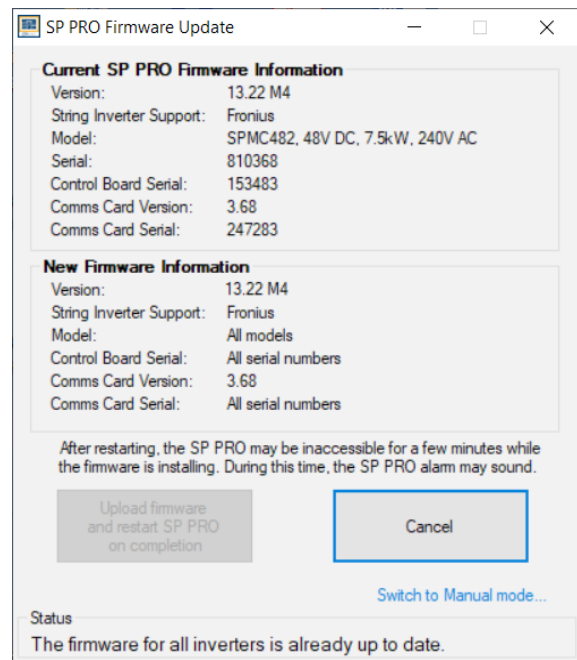 SP PRO Firmware Update
Current SP PRO Firmware Information
Version: 13.22 M4
String Inverter Support: Fronius
Model: SPMC482, 48V DC, 7.5kW, 240V AC
Serial: 810368
Control Board Serial: 153483
Comms Card Version: 3.68
Comms Card Serial: 247283
New Firmware Information
Version: 13.22 M4
String Inverter Support: Fronius
Model: All models
Control Board Serial: All serial numbers
Comms Card Version: 3.68
Comms Card Serial: All serial numbers
After restarting, the SP PRO may be inaccessible for a few minutes while
the firmware is installing. During this time, the SP PRO alarm may sound.
Upload firmware
and restart SP PRO
on completion
Cancel
Switch to Manual mode...
Status
The firmware for all inverters is already up to date.